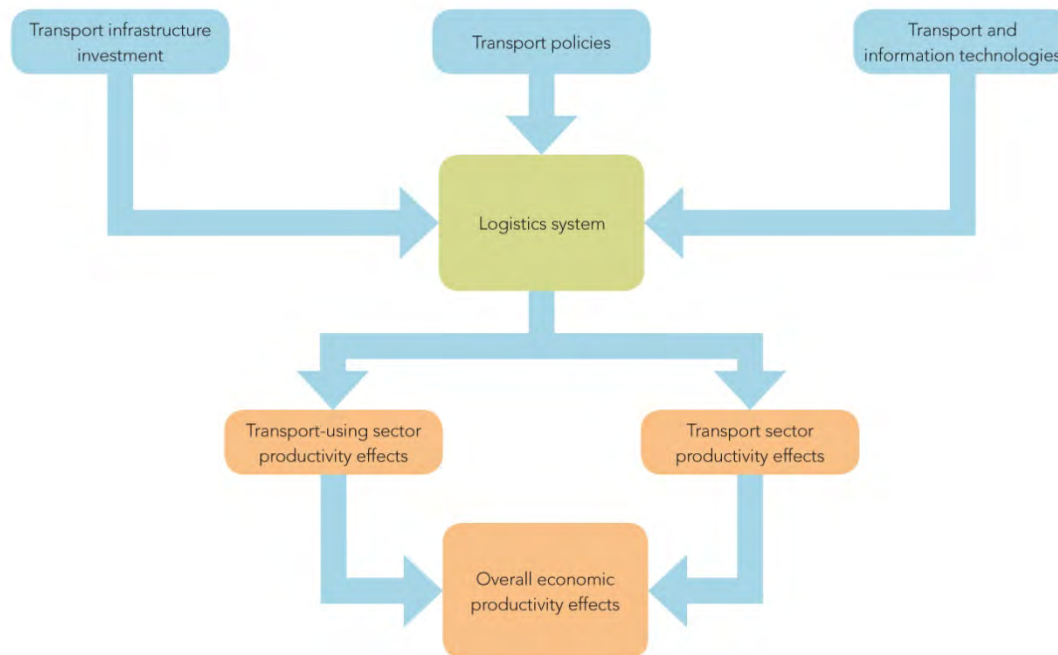 Transport infrastructure
investment
Transport policies
Transport and
information technologies
Logistics system
Transport-using sector
productivity effects
Transport sector
productivity effects
Overall economic
productivity effects